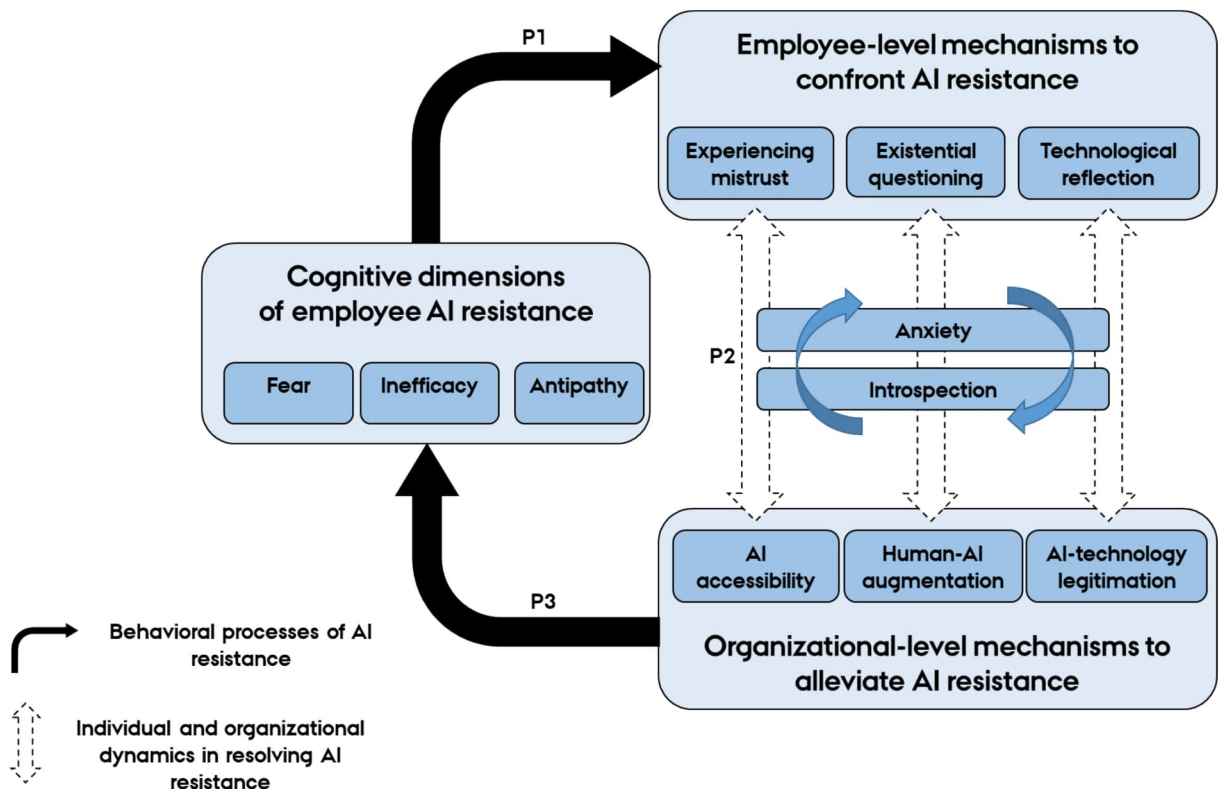 P1
Employee-level mechanisms to
confront AI resistance
Experiencing
mistrust
Existential
questioning
Technological
reflection
Cognitive dimensions
of employee AI resistance
Fear
Inefficacy
Antipathy
P2
Anxiety
Introspection
AI
accessibility
Human-AI
augmentation
AI-technology
legitimation
Organizational-level mechanisms to
alleviate AI resistance
P3
Behavioral processes of AI
resistance
Individual and organizational
dynamics in resolving AI
resistance